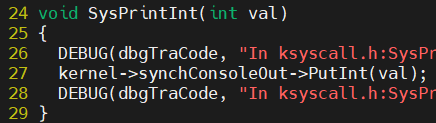 24 void SysPrintInt(int val)
25 {
26   DEBUG(dbgTraCode, "In ksyscall.h:SysPr
27   kernel->synchConsoleOut->PutInt(val);
28   DEBUG(dbgTraCode, "In ksyscall.h:SysPr
29 }